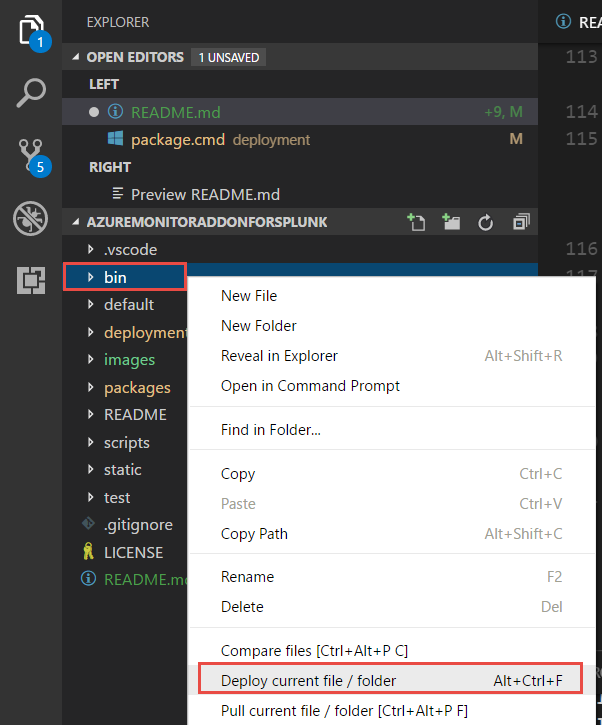 EXPLORER
1
OPEN EDITORS 1 UNSAVED
LEFT
README.md +9, M
package.cmd deployment M
RIGHT
Preview README.md
5
AZUREMONITORADDONFORSPLUNK
.vscode
bin
default
deployment
images
packages
README
scripts
static
test
.gitignore
LICENSE
README.md
New File
New Folder
Reveal in Explorer Alt+Shift+R
Open in Command Prompt
Find in Folder...
Copy Ctrl+C
Paste Ctrl+V
Copy Path Alt+Shift+C
Rename F2
Delete Del
Compare files [Ctrl+Alt+P C]
Deploy current file / folder Alt+Ctrl+F
Pull current file / folder [Ctrl+Alt+P F]
REA
113
114
115
116